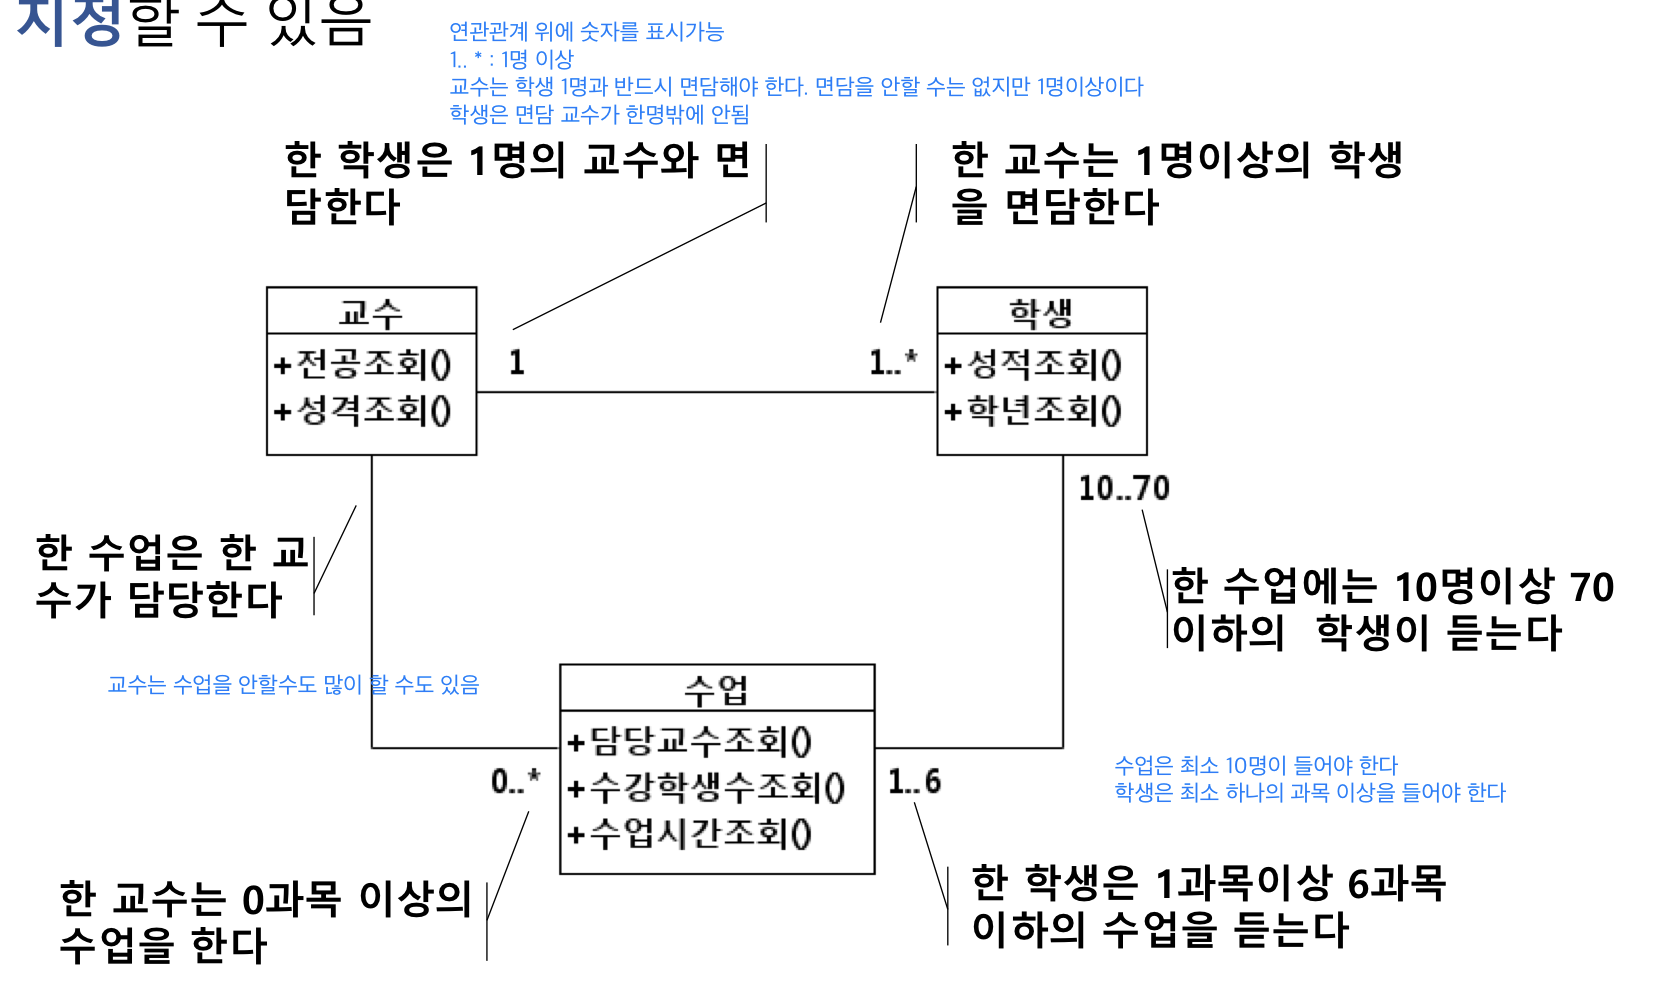 지정할 수 있음
연관관계 위에 숫자를 표시가능
1.. * : 1명 이상
교수는 학생 1명과 반드시 면담해야 한다. 면담을 안할 수는 없지만 1명이상이다
학생은 면담 교수가 한명밖에 안됨
한 학생은 1명의 교수와 면
담한다
한 교수는 1명이상의 학생
을 면담한다
교수
+전공조회()
+성격조회()
1
1..*
학생
+성적조회()
+학년조회()
10..70
한 수업은 한 교
수가 담당한다
한 수업에는 10명이상 70
이하의 학생이 듣는다
교수는 수업을 안할수도 많이 할 수도 있음
수업
+담당교수조회()
+수강학생수조회()
+수업시간조회()
0..*
1..6
수업은 최소 10명이 들어야 한다
학생은 최소 하나의 과목 이상을 들어야 한다
한 교수는 0과목 이상의
수업을 한다
한 학생은 1과목이상 6과목
이하의 수업을 듣는다